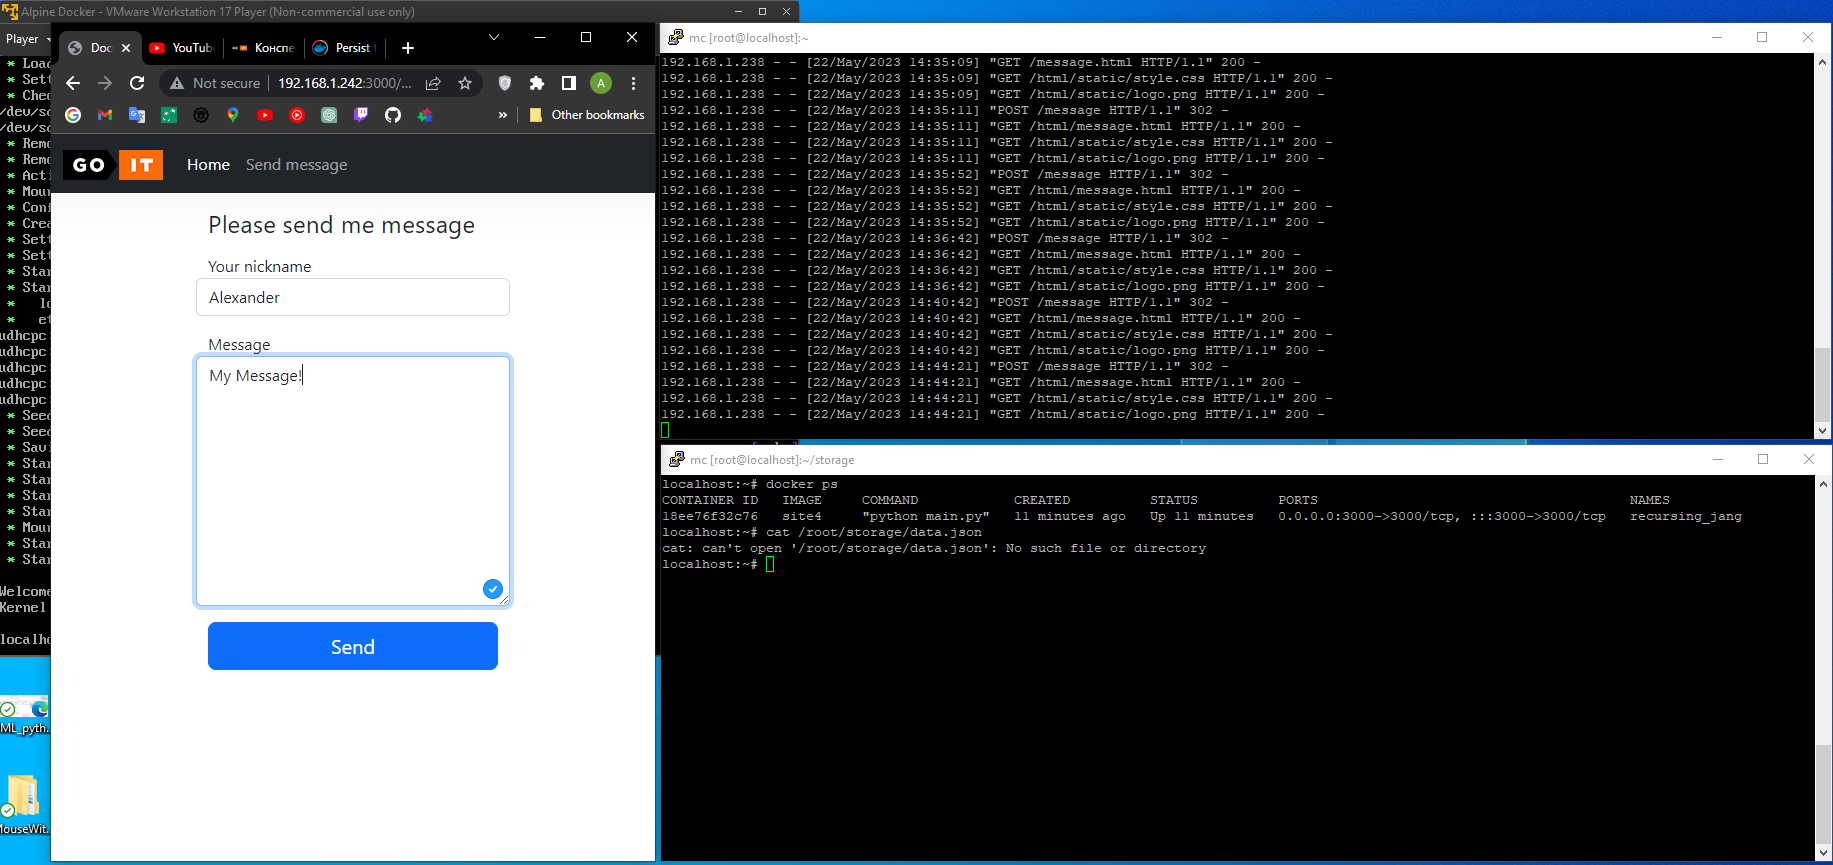 Alpine Docker - VMware Workstation 17 Player (Non-commercial use only)
Player
* Load
* Sett
* Chec
/dev/sd
/dev/sd
* Remo
* Remo
* Acti
* Moun
* Conf
* Crea
* Sett
* Sett
* Star
* Star
* lo
* et
udhcpc
udhcpc
udhcpc
udhcpc
udhcpc
* Seed
* Seed
* Savi
* Star
* Star
* Star
* Star
* Moun
* Star
* Star
Welcome
Kernel
localho
ML_pyth...
MouseWit...
Doc
YouTub
Конспе
Persist
Not secure
192.168.1.242:3000/...
A
Other bookmarks
GO IT
Home
Send message
Please send me message
Your nickname
Alexander
Message
My Message!
Send
mc [root@localhost]:~
192.168.1.238 - - [22/May/2023 14:35:09] "GET /message.html HTTP/1.1" 200 -
192.168.1.238 - - [22/May/2023 14:35:09] "GET /html/static/style.css HTTP/1.1" 200 -
192.168.1.238 - - [22/May/2023 14:35:09] "GET /html/static/logo.png HTTP/1.1" 200 -
192.168.1.238 - - [22/May/2023 14:35:11] "POST /message HTTP/1.1" 302 -
192.168.1.238 - - [22/May/2023 14:35:11] "GET /html/message.html HTTP/1.1" 200 -
192.168.1.238 - - [22/May/2023 14:35:11] "GET /html/static/style.css HTTP/1.1" 200 -
192.168.1.238 - - [22/May/2023 14:35:11] "GET /html/static/logo.png HTTP/1.1" 200 -
192.168.1.238 - - [22/May/2023 14:35:52] "POST /message HTTP/1.1" 302 -
192.168.1.238 - - [22/May/2023 14:35:52] "GET /html/message.html HTTP/1.1" 200 -
192.168.1.238 - - [22/May/2023 14:35:52] "GET /html/static/style.css HTTP/1.1" 200 -
192.168.1.238 - - [22/May/2023 14:35:52] "GET /html/static/logo.png HTTP/1.1" 200 -
192.168.1.238 - - [22/May/2023 14:36:42] "POST /message HTTP/1.1" 302 -
192.168.1.238 - - [22/May/2023 14:36:42] "GET /html/message.html HTTP/1.1" 200 -
192.168.1.238 - - [22/May/2023 14:36:42] "GET /html/static/style.css HTTP/1.1" 200 -
192.168.1.238 - - [22/May/2023 14:36:42] "GET /html/static/logo.png HTTP/1.1" 200 -
192.168.1.238 - - [22/May/2023 14:40:42] "POST /message HTTP/1.1" 302 -
192.168.1.238 - - [22/May/2023 14:40:42] "GET /html/message.html HTTP/1.1" 200 -
192.168.1.238 - - [22/May/2023 14:40:42] "GET /html/static/style.css HTTP/1.1" 200 -
192.168.1.238 - - [22/May/2023 14:40:42] "GET /html/static/logo.png HTTP/1.1" 200 -
192.168.1.238 - - [22/May/2023 14:44:21] "POST /message HTTP/1.1" 302 -
192.168.1.238 - - [22/May/2023 14:44:21] "GET /html/message.html HTTP/1.1" 200 -
192.168.1.238 - - [22/May/2023 14:44:21] "GET /html/static/style.css HTTP/1.1" 200 -
192.168.1.238 - - [22/May/2023 14:44:21] "GET /html/static/logo.png HTTP/1.1" 200 -
mc [root@localhost]:~/storage
localhost:~# docker ps
CONTAINER ID IMAGE COMMAND CREATED STATUS PORTS NAMES
18ee76f32c76 site4 "python main.py" 11 minutes ago Up 11 minutes 0.0.0.0:3000->3000/tcp, :::3000->3000/tcp recursing_jang
localhost:~# cat /root/storage/data.json
cat: can't open '/root/storage/data.json': No such file or directory
localhost:~#